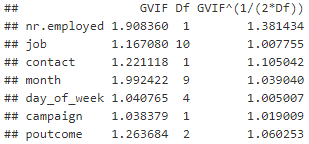 ##                 GVIF Df GVIF^(1/(2*Df))
## nr.employed 1.908360  1        1.381434
## job         1.167080 10        1.007755
## contact     1.221118  1        1.105042
## month       1.992422  9        1.039040
## day_of_week 1.040765  4        1.005007
## campaign    1.038379  1        1.019009
## poutcome    1.263684  2        1.060253